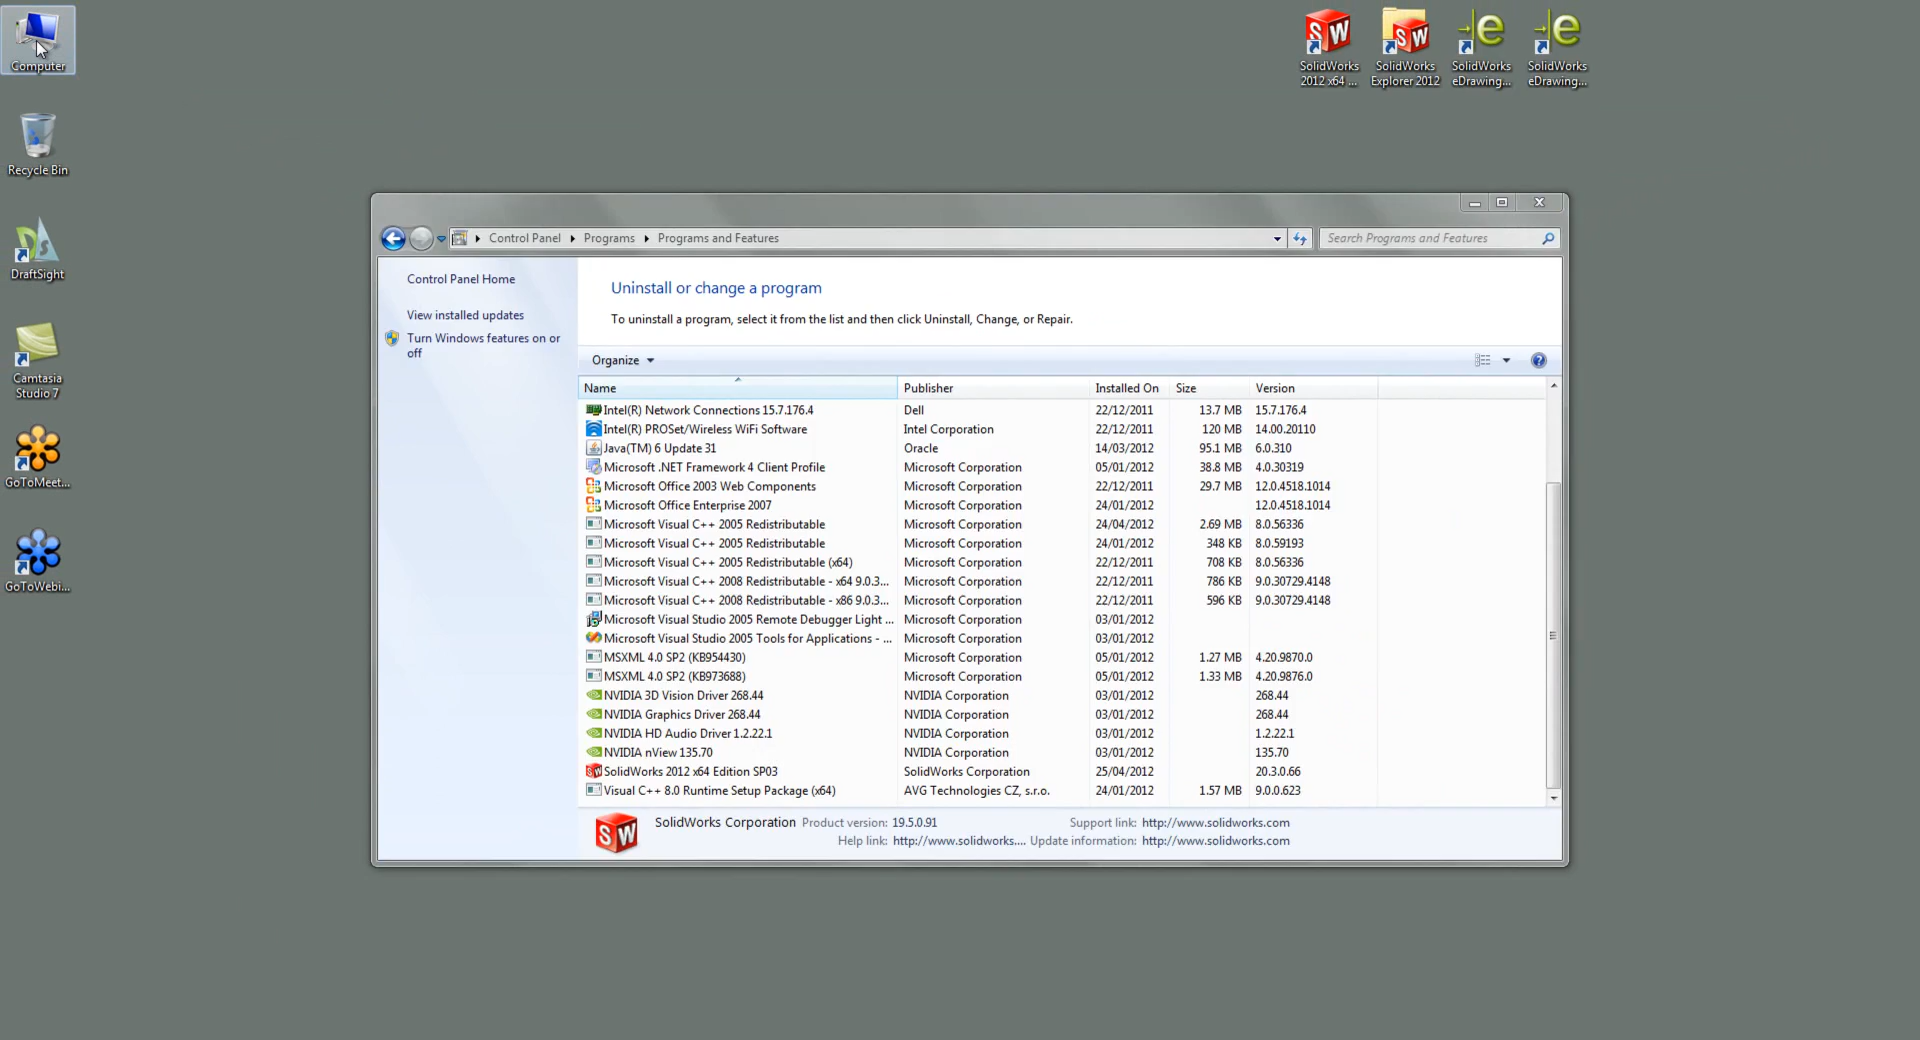 Computer
Recycle Bin
DraftSight
Camtasia
Studio 7
GoToMeet...
GoToWebi...
SolidWorks
2012 x64 ...
SolidWorks
Explorer 2012
SolidWorks
eDrawing...
SolidWorks
eDrawing...
Control Panel Programs Programs and Features
Search Programs and Features
Control Panel Home
View installed updates
Turn Windows features on or
off
Uninstall or change a program
To uninstall a program, select it from the list and then click Uninstall, Change, or Repair.
Organize
Name Publisher Installed On Size Version
Intel(R) Network Connections 15.7.176.4 Dell 22/12/2011 13.7 MB 15.7.176.4
Intel(R) PROSet/Wireless WiFi Software Intel Corporation 22/12/2011 120 MB 14.00.20110
Java(TM) 6 Update 31 Oracle 14/03/2012 95.1 MB 6.0.310
Microsoft .NET Framework 4 Client Profile Microsoft Corporation 05/01/2012 38.8 MB 4.0.30319
Microsoft Office 2003 Web Components Microsoft Corporation 22/12/2011 29.7 MB 12.0.4518.1014
Microsoft Office Enterprise 2007 Microsoft Corporation 24/01/2012 12.0.4518.1014
Microsoft Visual C++ 2005 Redistributable Microsoft Corporation 24/04/2012 2.69 MB 8.0.56336
Microsoft Visual C++ 2005 Redistributable Microsoft Corporation 24/01/2012 348 KB 8.0.59193
Microsoft Visual C++ 2005 Redistributable (x64) Microsoft Corporation 22/12/2011 708 KB 8.0.56336
Microsoft Visual C++ 2008 Redistributable - x64 9.0.3... Microsoft Corporation 22/12/2011 786 KB 9.0.30729.4148
Microsoft Visual C++ 2008 Redistributable - x86 9.0.3... Microsoft Corporation 22/12/2011 596 KB 9.0.30729.4148
Microsoft Visual Studio 2005 Remote Debugger Light ... Microsoft Corporation 03/01/2012
Microsoft Visual Studio 2005 Tools for Applications - ... Microsoft Corporation 03/01/2012
MSXML 4.0 SP2 (KB954430) Microsoft Corporation 05/01/2012 1.27 MB 4.20.9870.0
MSXML 4.0 SP2 (KB973688) Microsoft Corporation 05/01/2012 1.33 MB 4.20.9876.0
NVIDIA 3D Vision Driver 268.44 NVIDIA Corporation 03/01/2012 268.44
NVIDIA Graphics Driver 268.44 NVIDIA Corporation 03/01/2012 268.44
NVIDIA HD Audio Driver 1.2.22.1 NVIDIA Corporation 03/01/2012 1.2.22.1
NVIDIA nView 135.70 NVIDIA Corporation 03/01/2012 135.70
SolidWorks 2012 x64 Edition SP03 SolidWorks Corporation 25/04/2012 20.3.0.66
Visual C++ 8.0 Runtime Setup Package (x64) AVG Technologies CZ, s.r.o. 24/01/2012 1.57 MB 9.0.0.623
SolidWorks Corporation Product version: 19.5.0.91 Support link: http://www.solidworks.com
Help link: http://www.solidworks.... Update information: http://www.solidworks.com